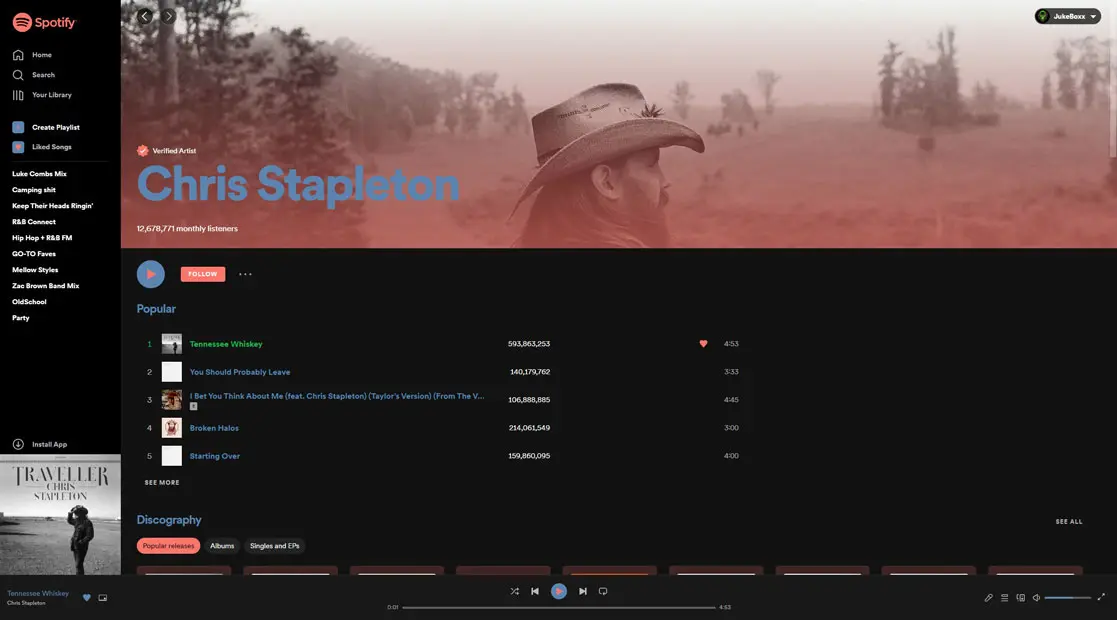 Spotify
JukeBoxx
Home
Search
Your Library
Create Playlist
Liked Songs
Luke Combs Mix
Camping shit
Keep Their Heads Ringin'
R&B Connect
Hip Hop + R&B FM
GO-TO Faves
Mellow Styles
Zac Brown Band Mix
OldSchool
Party
Install App
TRAVELLER
CHRIS
STAPLETON
Verified Artist
Chris Stapleton
12,678,771 monthly listeners
FOLLOW
Popular
1 Tennessee Whiskey 593,863,253 4:53
2 You Should Probably Leave 140,179,762 3:33
3 I Bet You Think About Me (feat. Chris Stapleton) (Taylor's Version) (From The V... 106,888,885 4:45
E
4 Broken Halos 214,061,549 3:00
5 Starting Over 159,860,095 4:00
SEE MORE
Discography
SEE ALL
Popular releases Albums Singles and EPs
Tennessee Whiskey
Chris Stapleton
0:01 4:53